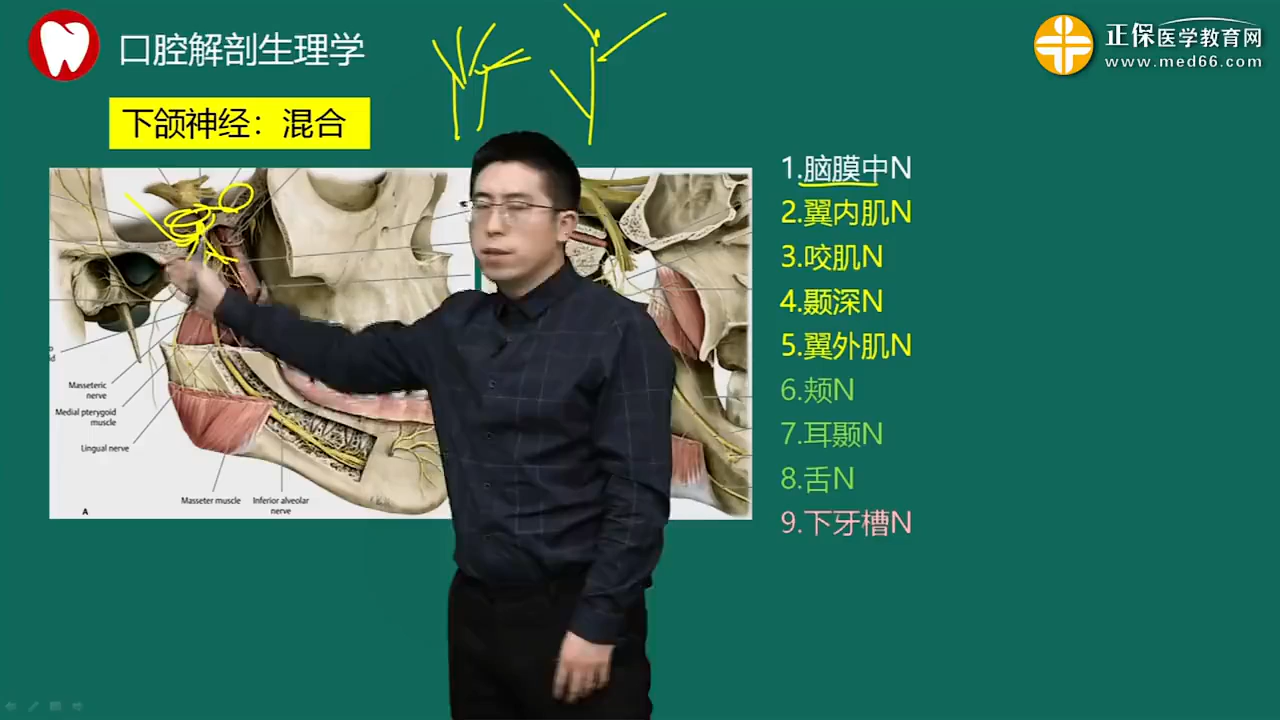 口腔解剖生理学
正保医学教育网
www.med66.com
下颌神经：混合
1.脑膜中N
2.翼内肌N
3.咬肌N
4.颞深N
5.翼外肌N
6.颊N
7.耳颞N
8.舌N
9.下牙槽N
Masseteric
nerve
Medial pterygoid
muscle
Lingual nerve
Masseter muscle
Inferior alveolar
nerve
A